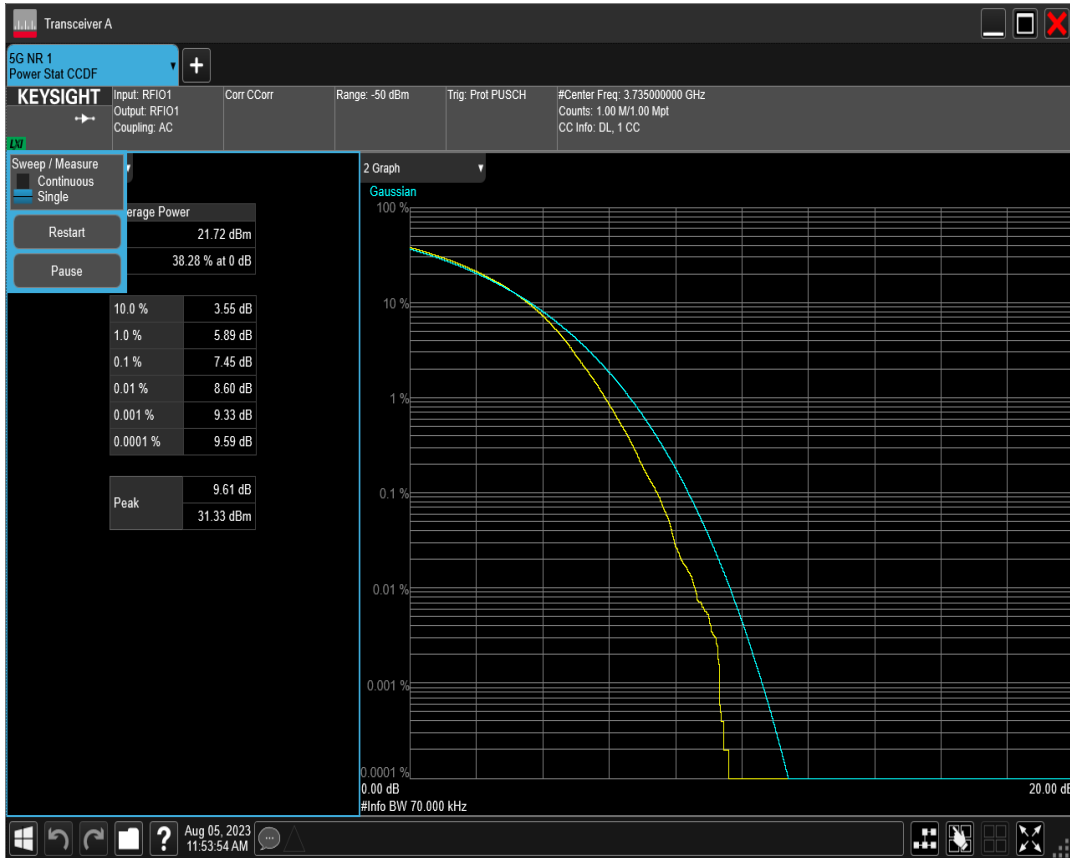 Transceiver A
5G NR 1
Power Stat CCDF
+
KEYSIGHT
LXI
Input: RFIO1
Output: RFIO1
Coupling: AC
Corr CCorr
Range: -50 dBm
Trig: Prot PUSCH
#Center Freq: 3.735000000 GHz
Counts: 1.00 M/1.00 Mpt
CC Info: DL, 1 CC
Sweep / Measure
Continuous
Single
Restart
Pause
erage Power
21.72 dBm
38.28 % at 0 dB
10.0 % 3.55 dB
1.0 % 5.89 dB
0.1 % 7.45 dB
0.01 % 8.60 dB
0.001 % 9.33 dB
0.0001 % 9.59 dB
Peak
9.61 dB
31.33 dBm
2 Graph
Gaussian
100 %
10 %
1 %
0.1 %
0.01 %
0.001 %
0.0001 %
0.00 dB 20.00 dB
#Info BW 70.000 kHz
?
Aug 05, 2023
11:53:54 AM